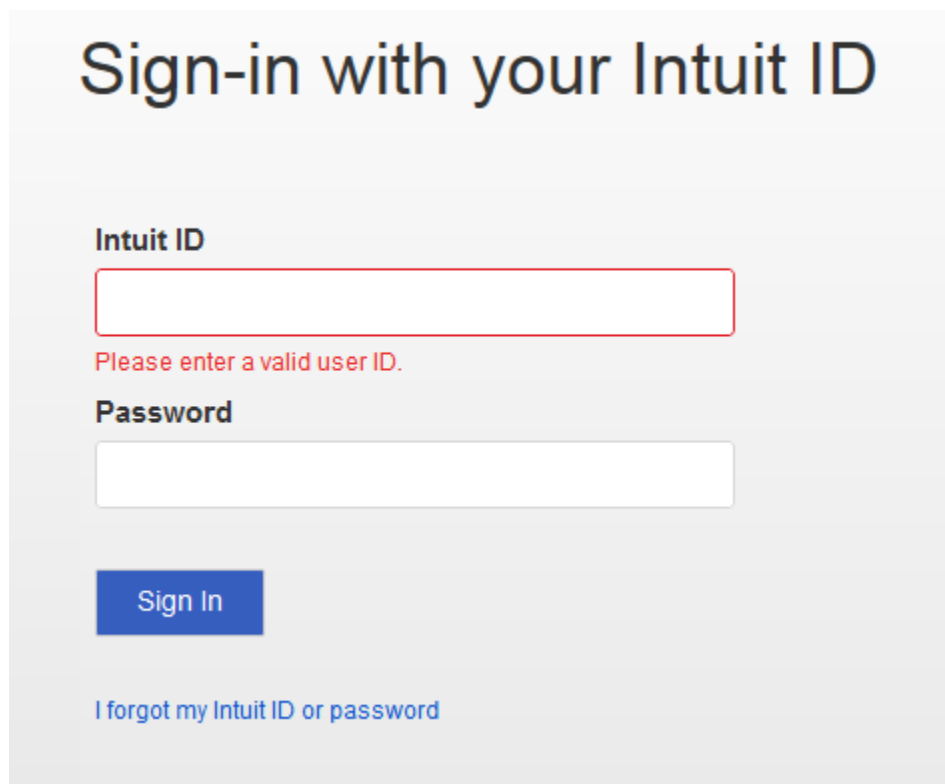 Sign-in with your Intuit ID
Intuit ID
Please enter a valid user ID.
Password
Sign In
I forgot my Intuit ID or password